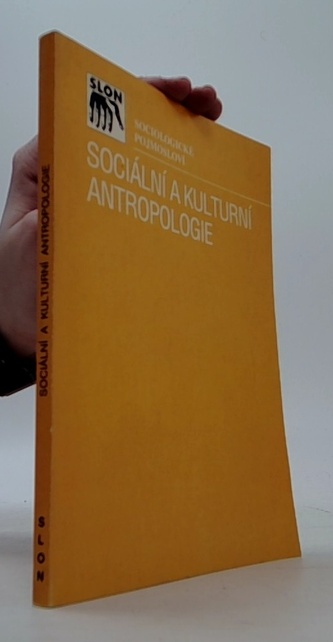 SLON
SOCIOLOGICKÉ
POJMOSLOVÍ
SOCIÁLNÍ A KULTURNÍ
ANTROPOLOGIE
SOCIÁLNÍ A KULTURNÍ ANTROPOLOGIE
SLON